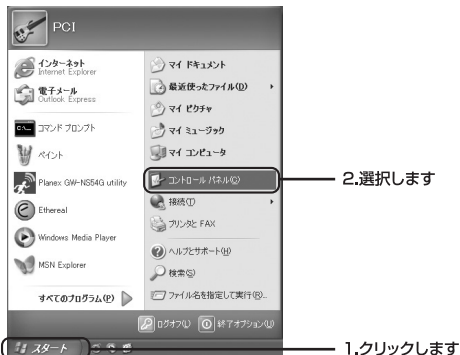 PCI
インターネット
Internet Explorer
電子メール
Outlook Express
コマンド プロンプト
ペイント
Planex GW-NS54G utility
Ethereal
Windows Media Player
MSN Explorer
すべてのプログラム(P)
マイ ドキュメント
最近使ったファイル(D)
マイ ピクチャ
マイ ミュージック
マイ コンピュータ
コントロール パネル(C)
接続(T)
プリンタと FAX
ヘルプとサポート(H)
検索(S)
ファイル名を指定して実行(R)...
ログオフ(L)
終了オプション(U)
スタート
2.選択します
1.クリックします